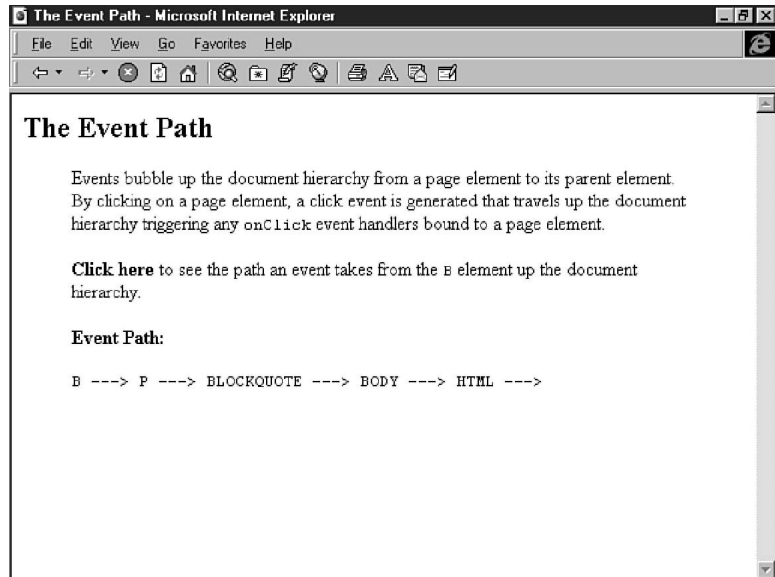 The Event Path - Microsoft Internet Explorer
File Edit View Go Favorites Help
The Event Path
Events bubble up the document hierarchy from a page element to its parent element.
By clicking on a page element, a click event is generated that travels up the document
hierarchy triggering any onClick event handlers bound to a page element.
Click here to see the path an event takes from the B element up the document
hierarchy.
Event Path:
B ---> P ---> BLOCKQUOTE ---> BODY ---> HTML --->